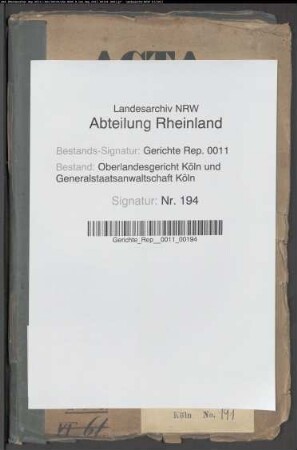 ACTA
Landesarchiv NRW
Abteilung Rheinland
Bestands-Signatur: Gerichte Rep. 0011
Bestand: Oberlandesgericht Köln und
Generalstaatsanwaltschaft Köln
Signatur: Nr. 194
Gerichte_Rep__0011_00194
Köln No. 194